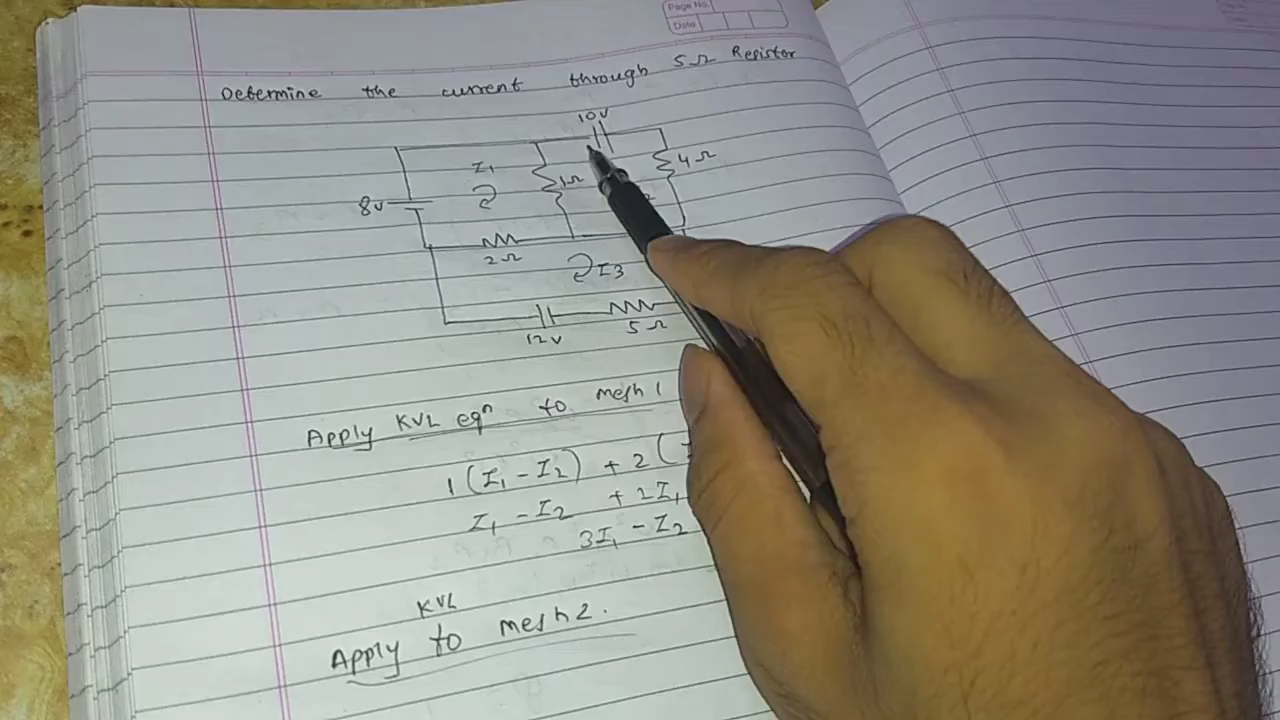 Page No.
Date
Determine the current through 5Ω Resistor
10V
I1
1Ω
4Ω
8V
2Ω
I3
12V
5Ω
Apply KVL eqn to mesh 1
1(I1 - I2) + 2(
I1 - I2 + 2I1
3I1 - I2
KVL
Apply to mesh 2.